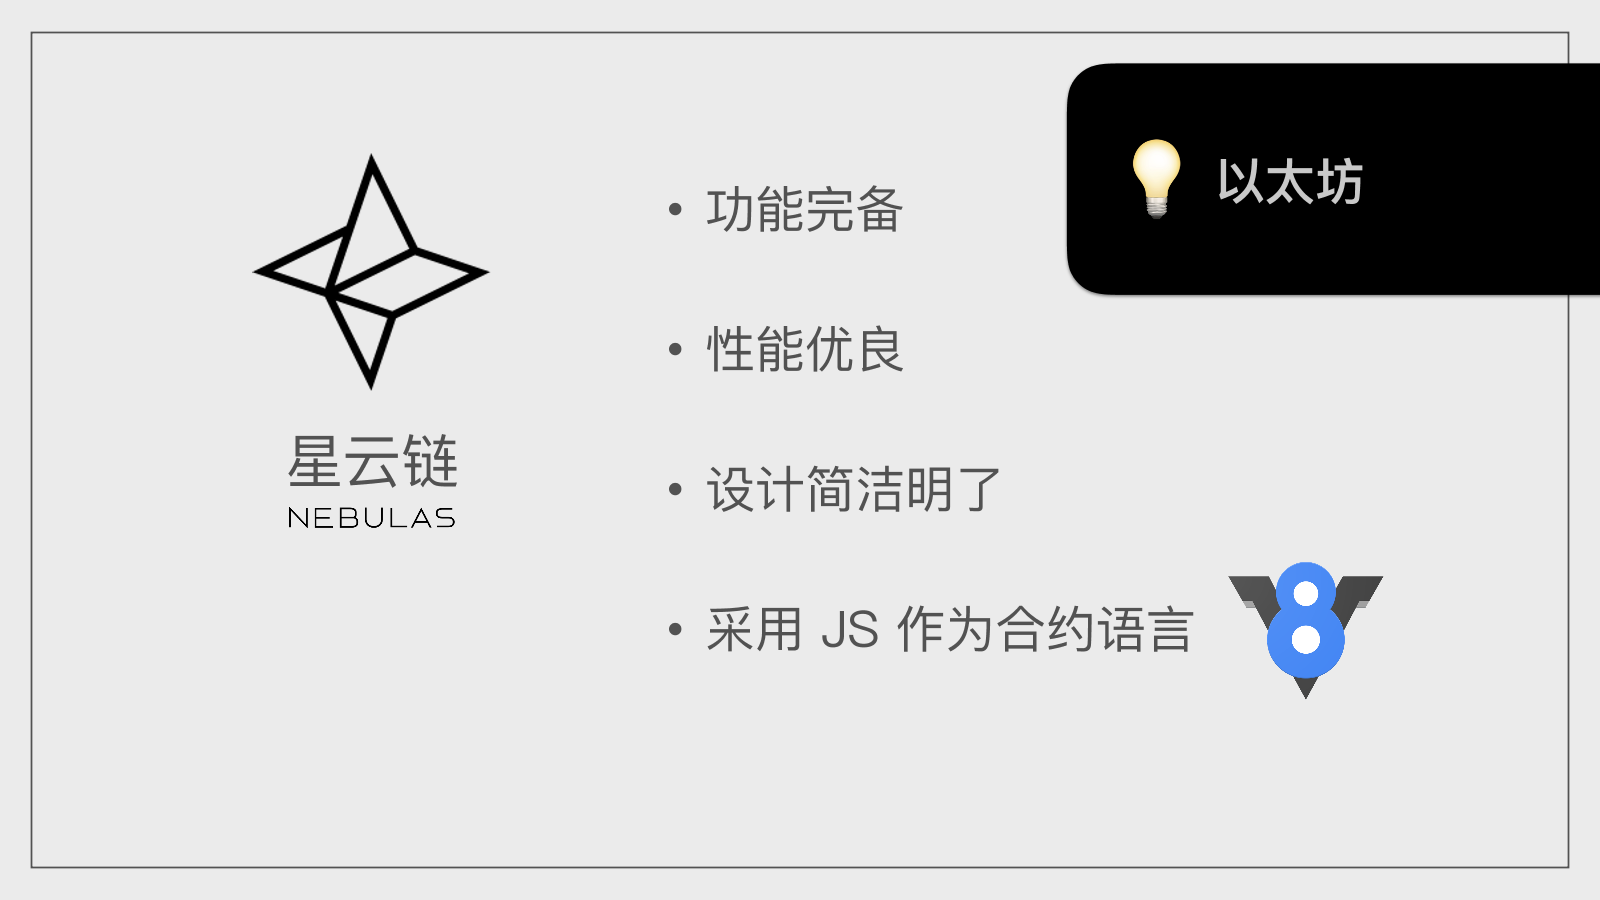 💡 以太坊
星云链
NEBULAS
• 功能完备
• 性能优良
• 设计简洁明了
• 采用 JS 作为合约语言
V8